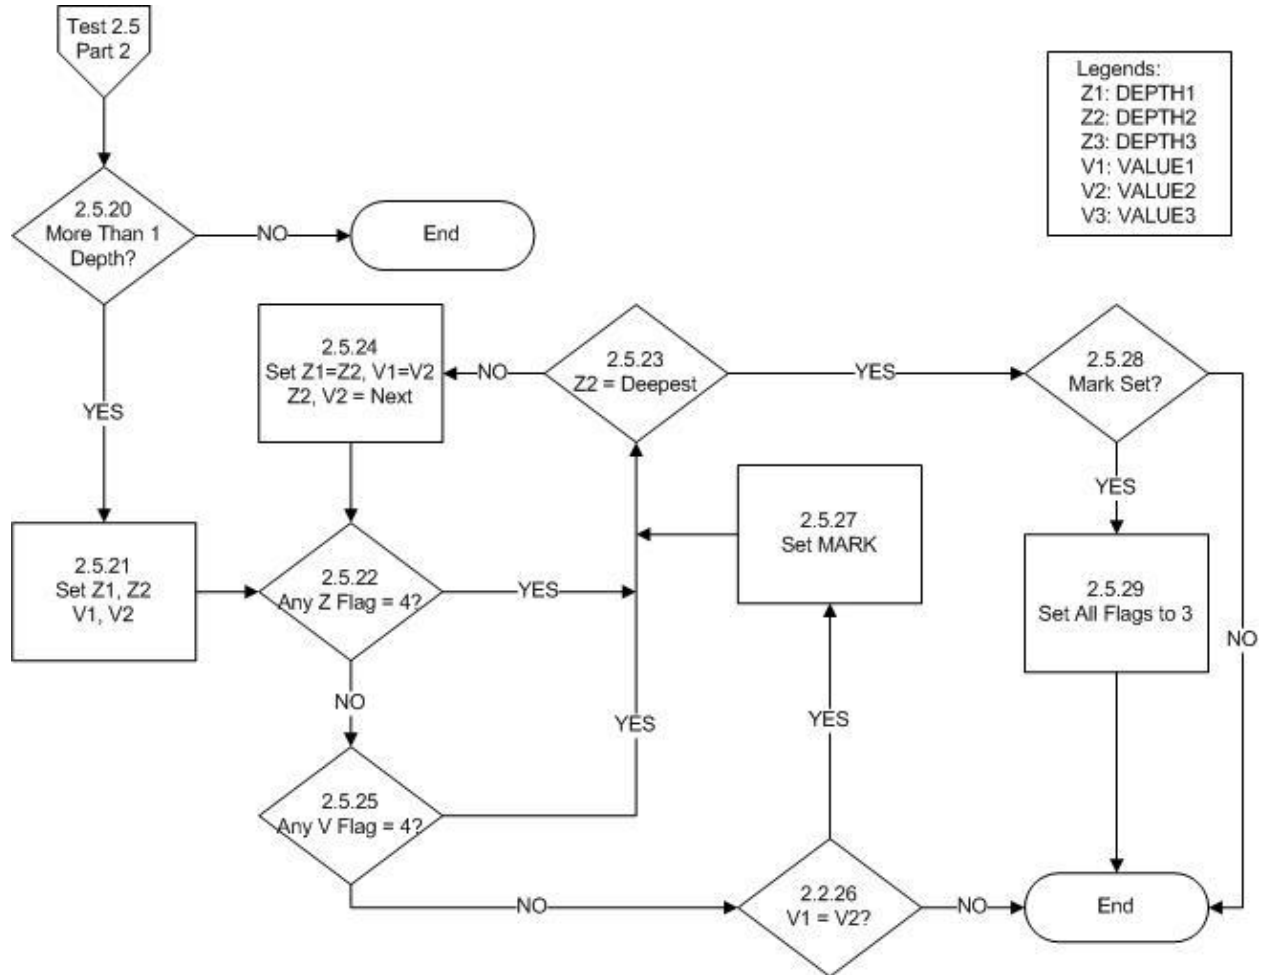 Test 2.5
Part 2
Legends:
Z1: DEPTH1
Z2: DEPTH2
Z3: DEPTH3
V1: VALUE1
V2: VALUE2
V3: VALUE3
2.5.20
More Than 1
Depth?
NO
End
YES
2.5.24
Set Z1=Z2, V1=V2
Z2, V2 = Next
NO
2.5.23
Z2 = Deepest
YES
2.5.28
Mark Set?
YES
NO
2.5.21
Set Z1, Z2
V1, V2
2.5.22
Any Z Flag = 4?
YES
NO
2.5.27
Set MARK
2.5.29
Set All Flags to 3
YES
YES
2.5.25
Any V Flag = 4?
NO
2.2.26
V1 = V2?
NO
End